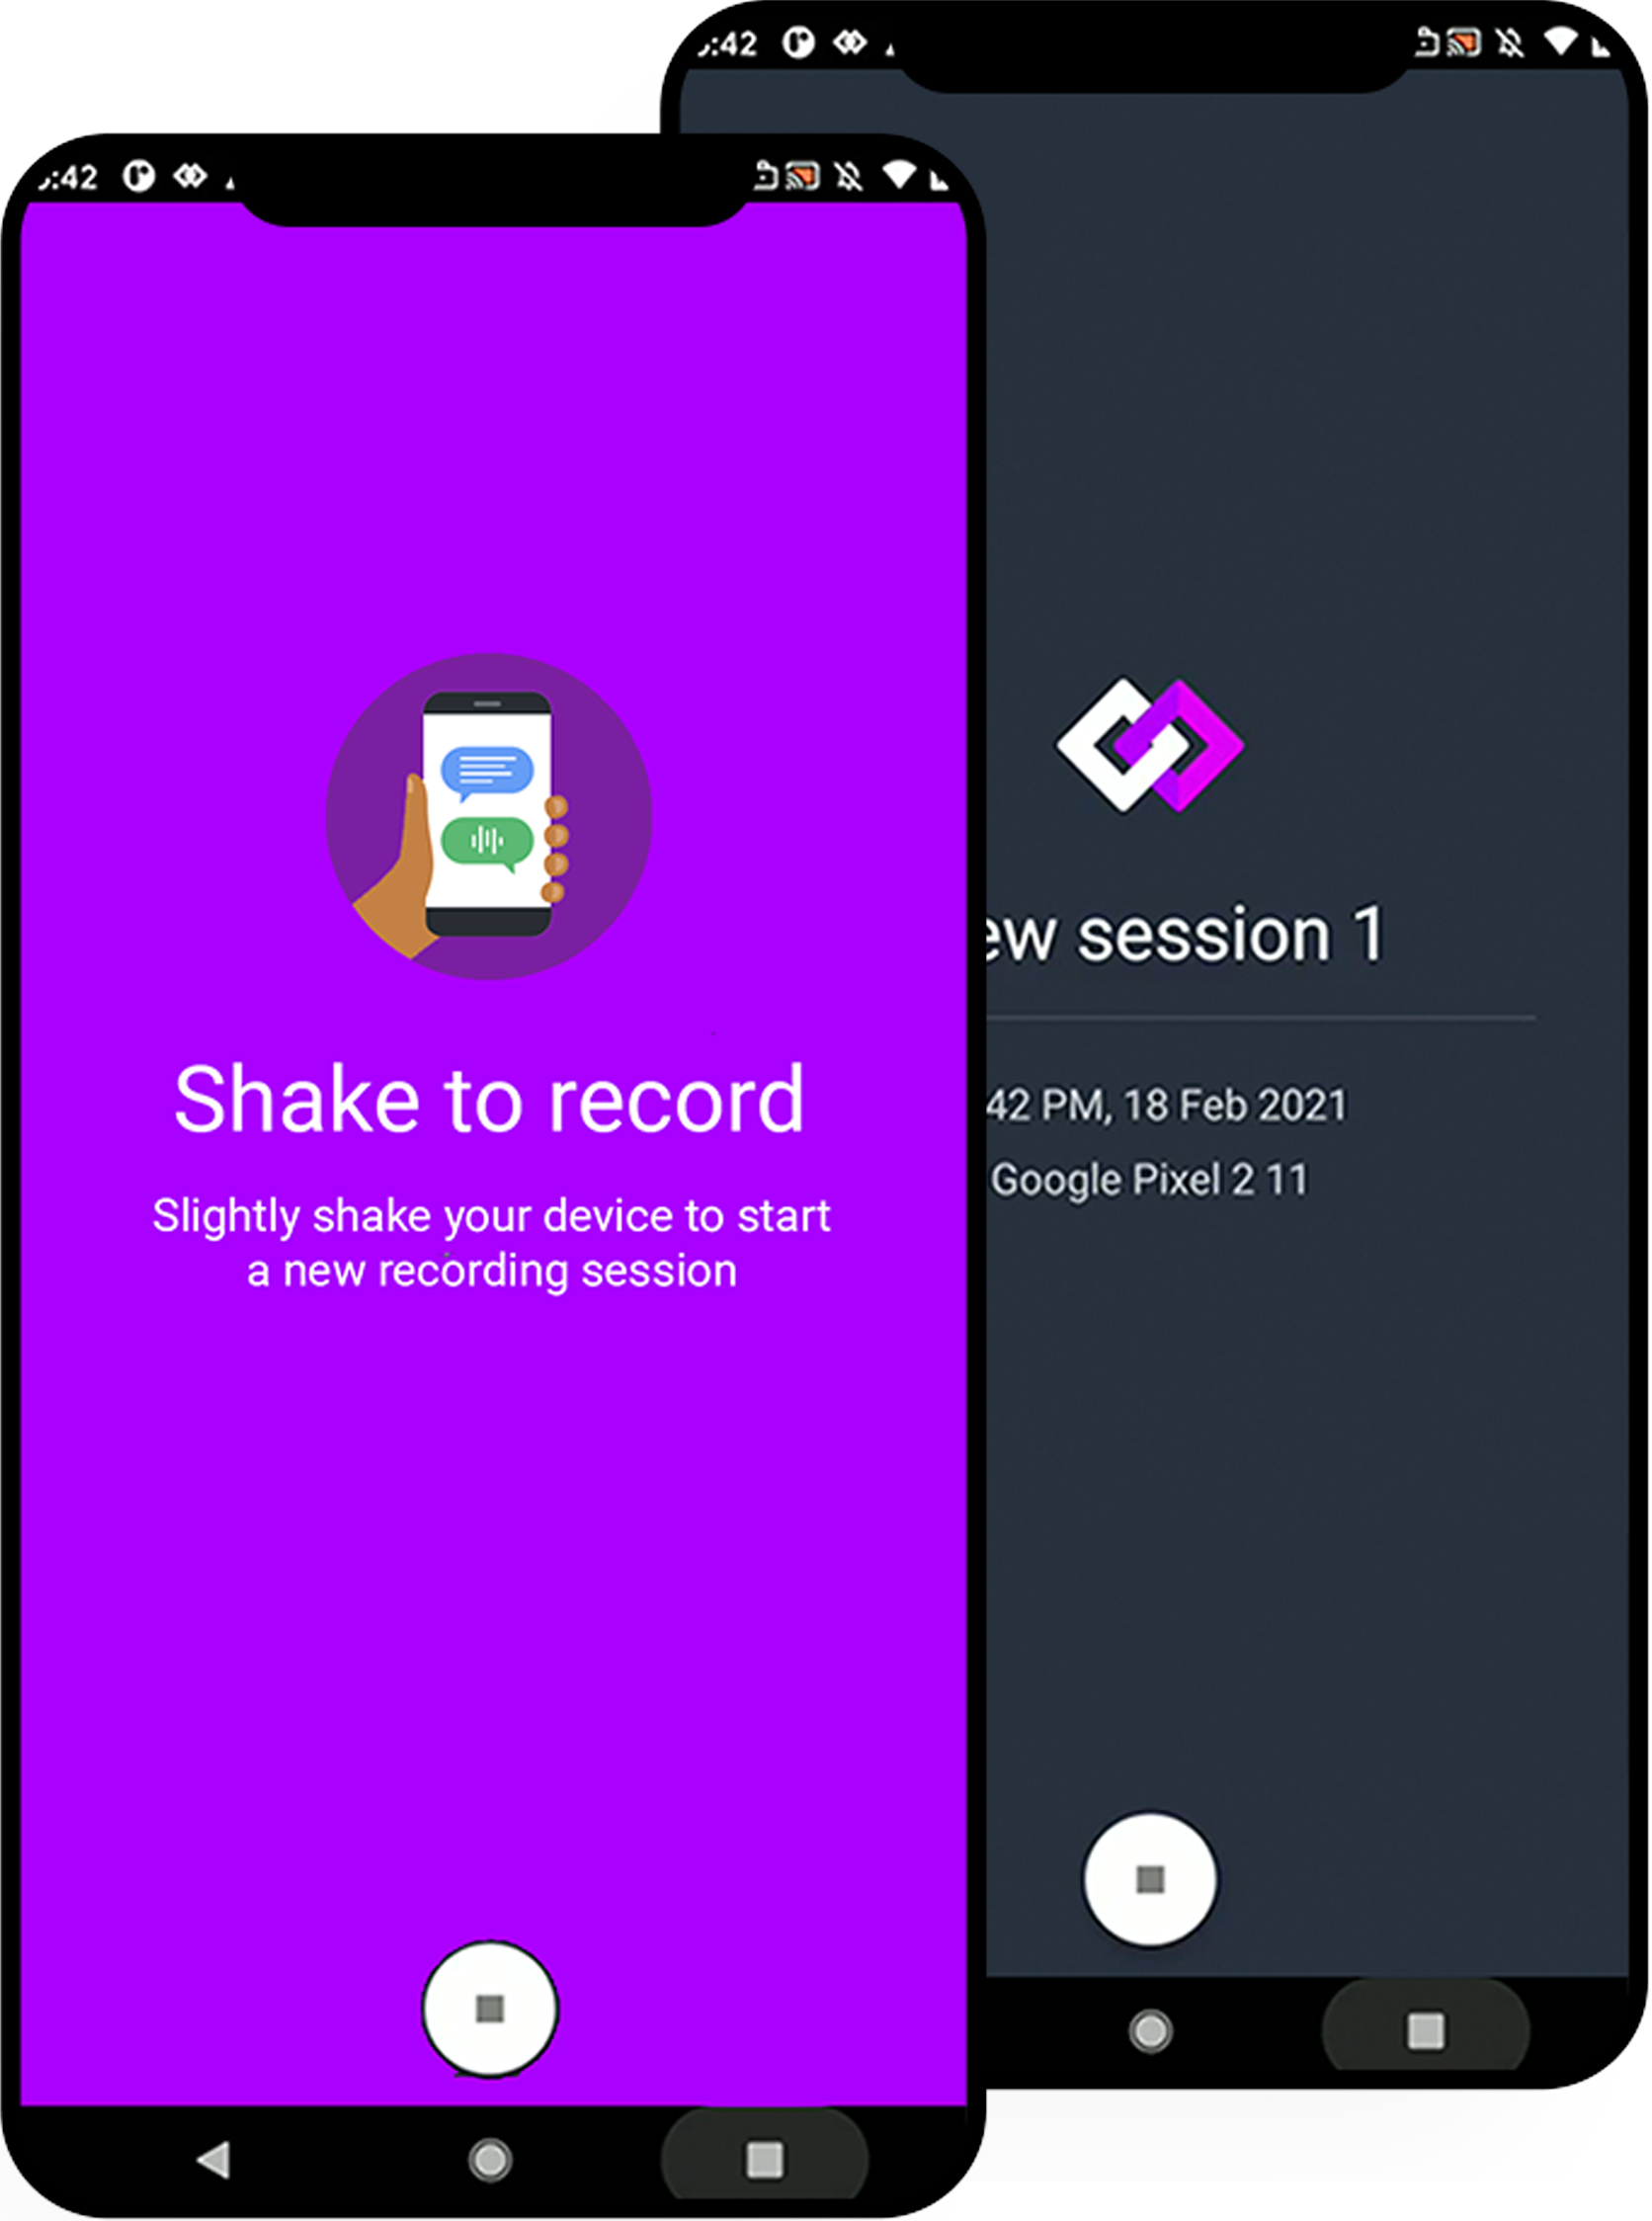 :42
Shake to record
Slightly shake your device to start
a new recording session
:42
ew session 1
42 PM, 18 Feb 2021
Google Pixel 2 11